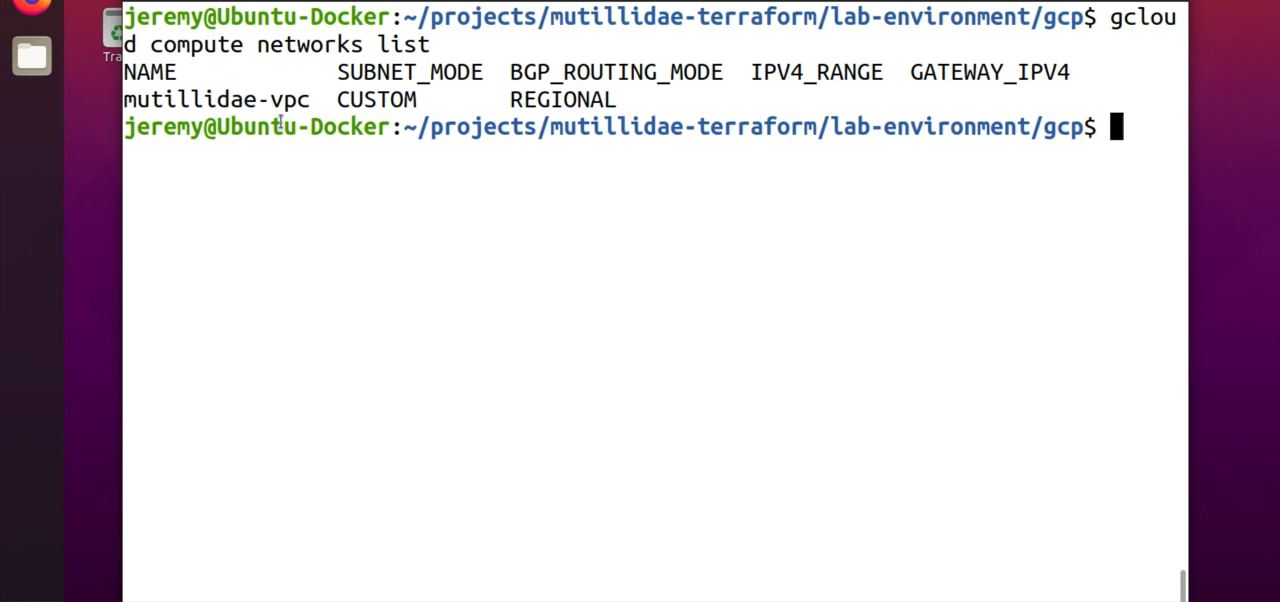 jeremy@Ubuntu-Docker:~/projects/mutillidae-terraform/lab-environment/gcp$ gclou
d compute networks list
NAME SUBNET_MODE BGP_ROUTING_MODE IPV4_RANGE GATEWAY_IPV4
mutillidae-vpc CUSTOM REGIONAL
jeremy@Ubuntu-Docker:~/projects/mutillidae-terraform/lab-environment/gcp$
Tra